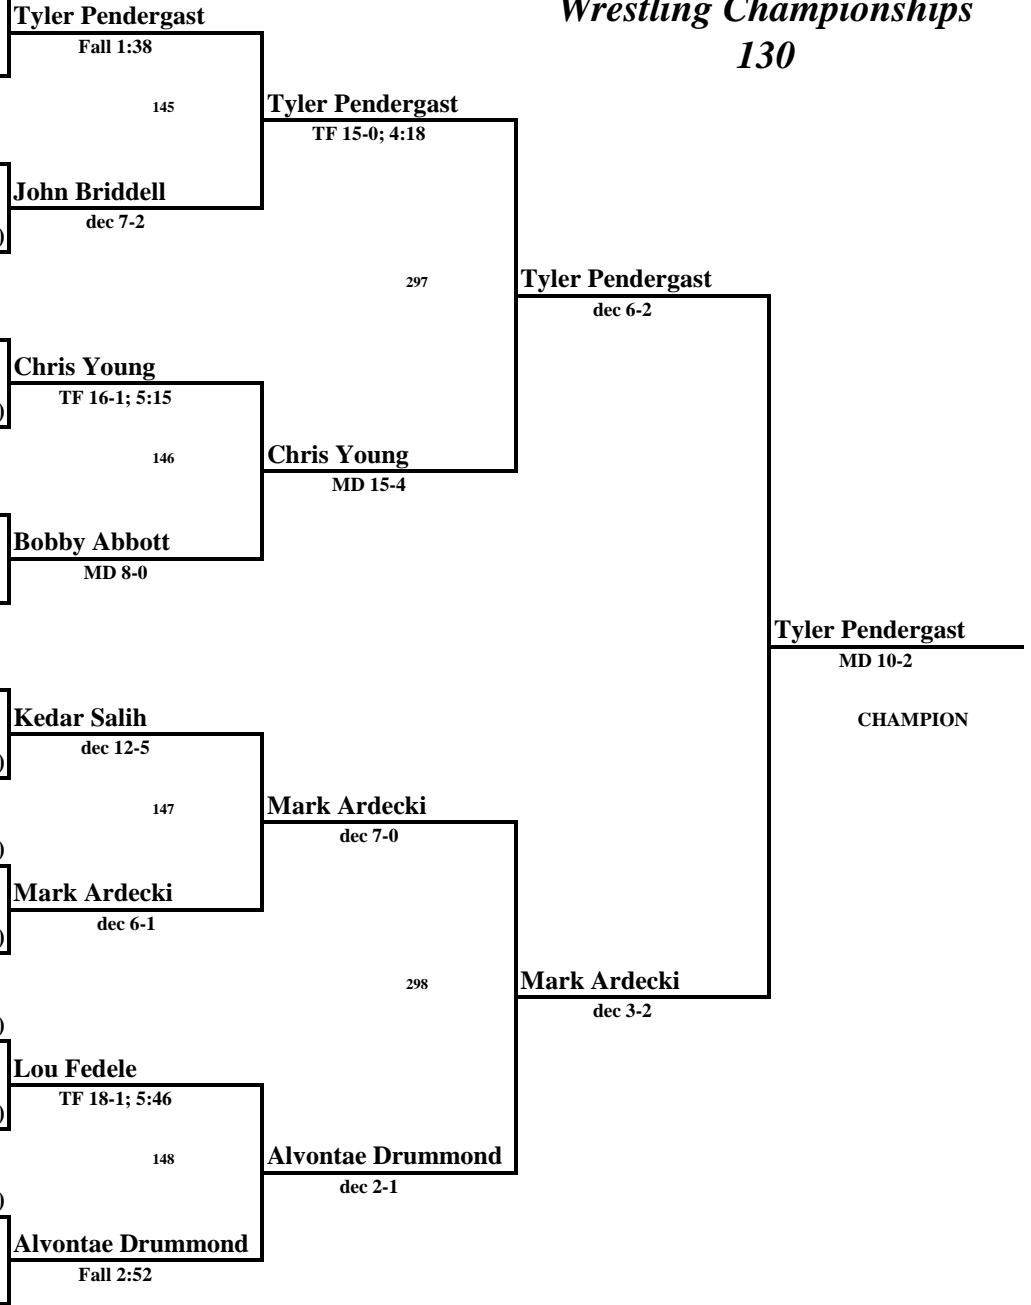 Wrestling Championships
130
Tyler Pendergast
Fall 1:38
145
Tyler Pendergast
TF 15-0; 4:18
John Briddell
dec 7-2
)
297
Tyler Pendergast
dec 6-2
Chris Young
TF 16-1; 5:15
)
146
Chris Young
MD 15-4
Bobby Abbott
MD 8-0
Tyler Pendergast
MD 10-2
CHAMPION
Kedar Salih
dec 12-5
)
147
Mark Ardecki
dec 7-0
)
Mark Ardecki
dec 6-1
)
298
Mark Ardecki
dec 3-2
)
Lou Fedele
TF 18-1; 5:46
)
148
Alvontae Drummond
dec 2-1
)
Alvontae Drummond
Fall 2:52